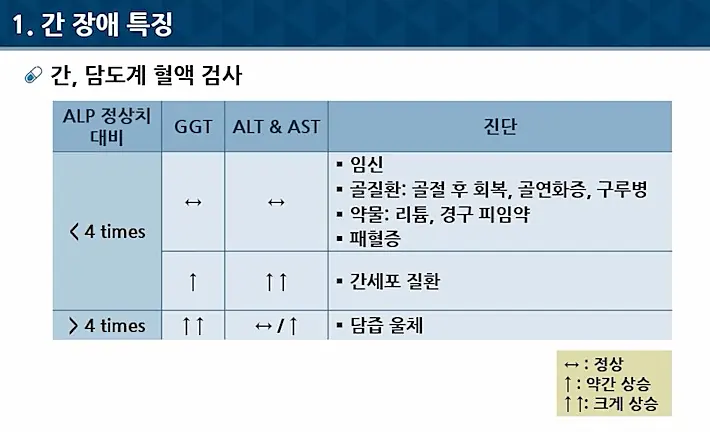 1. 간 장애 특징
간, 담도계 혈액 검사
ALP 정상치
대비
GGT
ALT & AST
진단
< 4 times
↔
↔
▪ 임신
▪ 골질환: 골절 후 회복, 골연화증, 구루병
▪ 약물: 리튬, 경구 피임약
▪ 패혈증
↑
↑↑
▪ 간세포 질환
> 4 times
↑↑
↔/↑
▪ 담즙 울체
↔ : 정상
↑ : 약간 상승
↑↑: 크게 상승